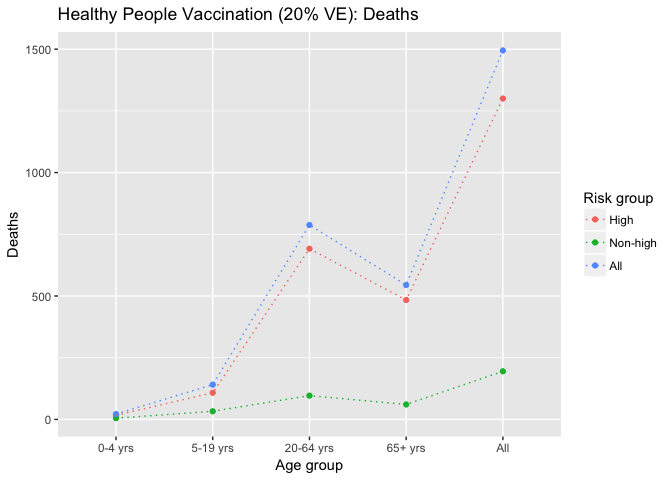 Healthy People Vaccination (20% VE): Deaths
1500
1000
500
0
Deaths
0-4 yrs
5-19 yrs
20-64 yrs
65+ yrs
All
Age group
Risk group
High
Non-high
All